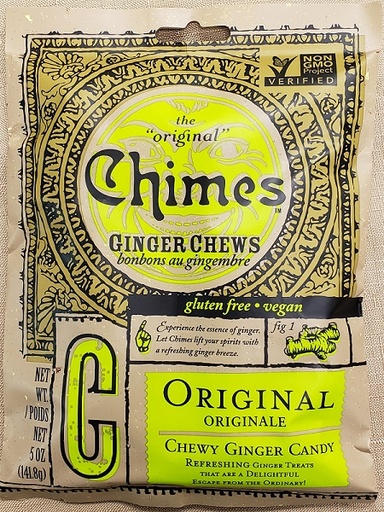 NON
GMO
Project
VERIFIED
the
"original"
Chimes™
GINGER CHEWS
bonbons au gingembre
gluten free • vegan
Experience the essence of ginger.
Let Chimes lift your spirits with
a refreshing ginger breeze.
fig 1
C
NET
WT.
/POIDS
NET
5 OZ
(141.8g)
ORIGINAL
ORIGINALE
CHEWY GINGER CANDY
REFRESHING GINGER TREATS
THAT ARE A DELIGHTFUL
ESCAPE FROM THE ORDINARY!